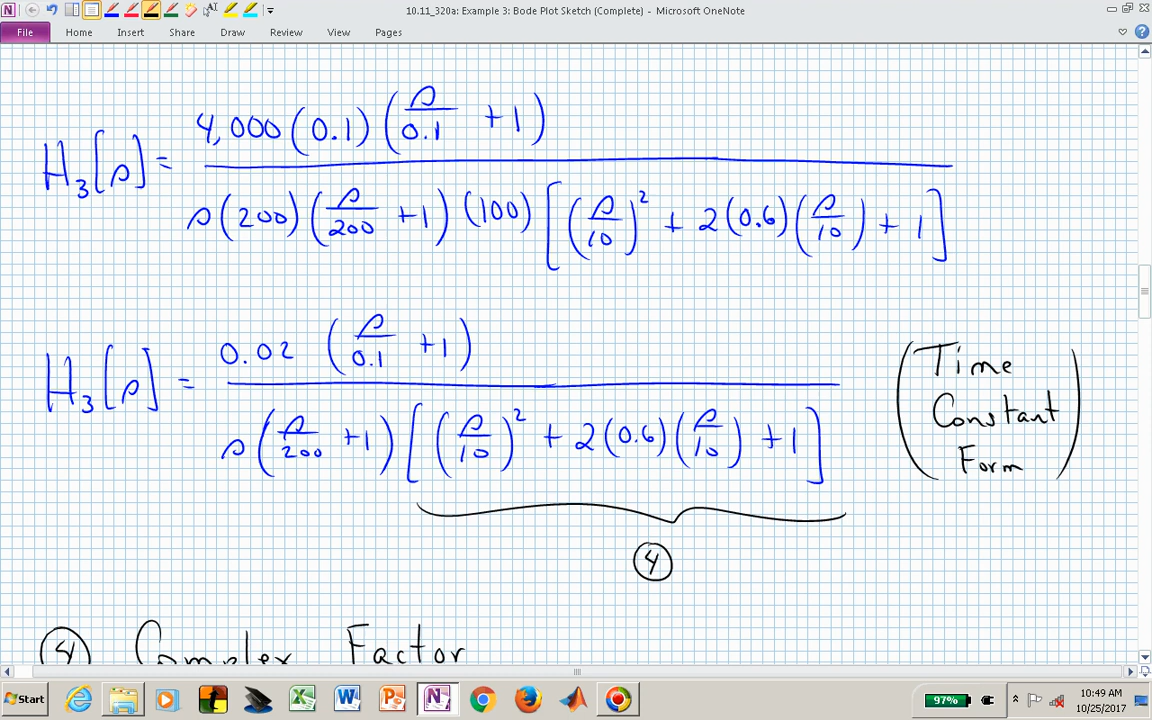 10.11_320a: Example 3: Bode Plot Sketch (Complete) - Microsoft OneNote
File Home Insert Share Draw Review View Pages
4,000 (0.1) (s/0.1 + 1)
H₃[s] =
s (200) (s/200 + 1) (100) [(s/10)² + 2(0.6)(s/10) + 1]
0.02 (s/0.1 + 1)
H₃[s] =
s (s/200 + 1) [(s/10)² + 2(0.6)(s/10) + 1]
(Time
Constant
Form)
④
④ Complex Factor
Start
97%
10:49 AM
10/25/2017